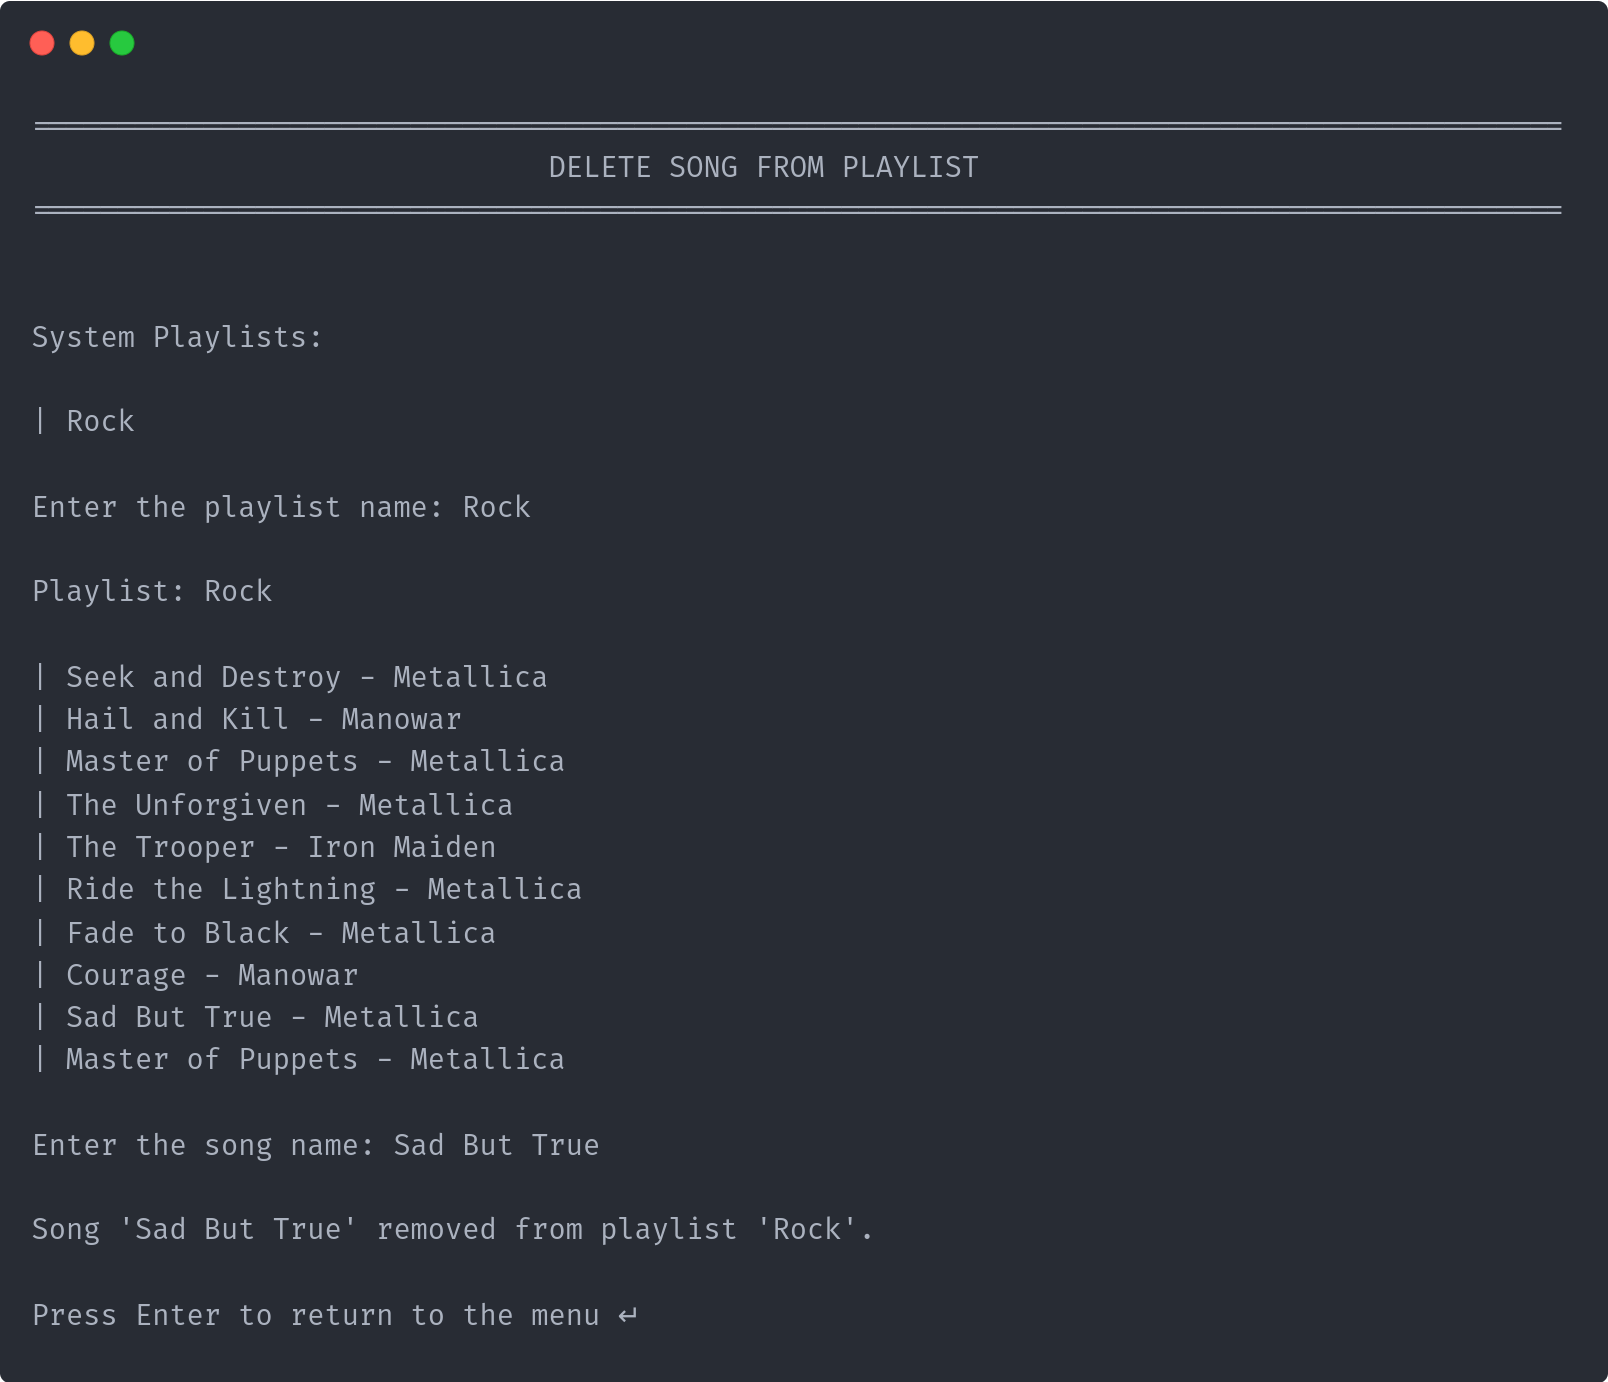 DELETE SONG FROM PLAYLIST
System Playlists:
| Rock
Enter the playlist name: Rock
Playlist: Rock
| Seek and Destroy - Metallica
| Hail and Kill - Manowar
| Master of Puppets - Metallica
| The Unforgiven - Metallica
| The Trooper - Iron Maiden
| Ride the Lightning - Metallica
| Fade to Black - Metallica
| Courage - Manowar
| Sad But True - Metallica
| Master of Puppets - Metallica
Enter the song name: Sad But True
Song 'Sad But True' removed from playlist 'Rock'.
Press Enter to return to the menu ↵